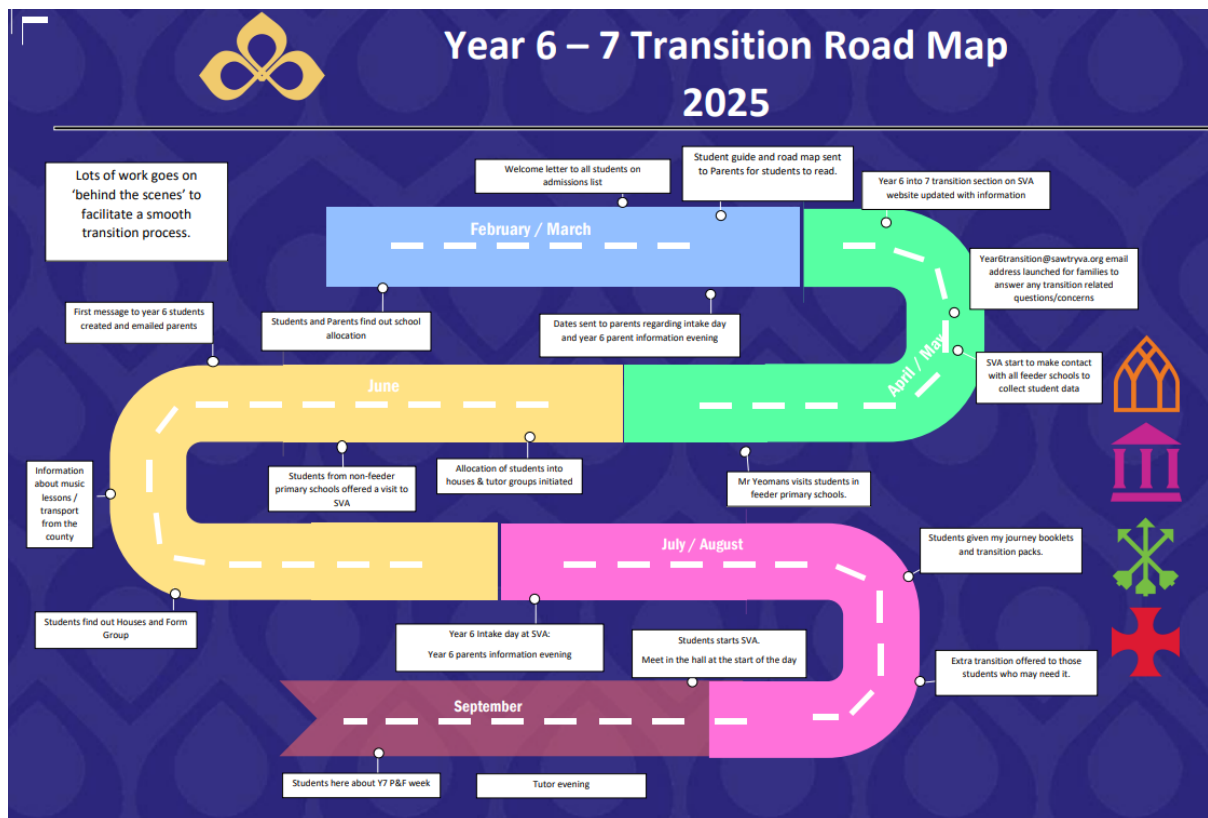 Year 6 – 7 Transition Road Map
2025
Lots of work goes on
‘behind the scenes’ to
facilitate a smooth
transition process.
Welcome letter to all students on
admissions list
Student guide and road map sent
to Parents for students to read.
Year 6 into 7 transition section on SVA
website updated with information
February / March
Year6transition@sawtryva.org email
address launched for families to
answer any transition related
questions/concerns
First message to year 6 students
created and emailed parents
Students and Parents find out school
allocation
Dates sent to parents regarding intake day
and year 6 parent information evening
April / May
SVA start to make contact
with all feeder schools to
collect student data
June
Information
about music
lessons /
transport
from the
county
Students from non-feeder
primary schools offered a visit to
SVA
Allocation of students into
houses & tutor groups initiated
Mr Yeomans visits students in
feeder primary schools.
July / August
Students given my journey booklets
and transition packs.
Students find out Houses and Form
Group
Year 6 Intake day at SVA:
Year 6 parents information evening
Students starts SVA.
Meet in the hall at the start of the day
Extra transition offered to those
students who may need it.
September
Students here about Y7 P&F week
Tutor evening